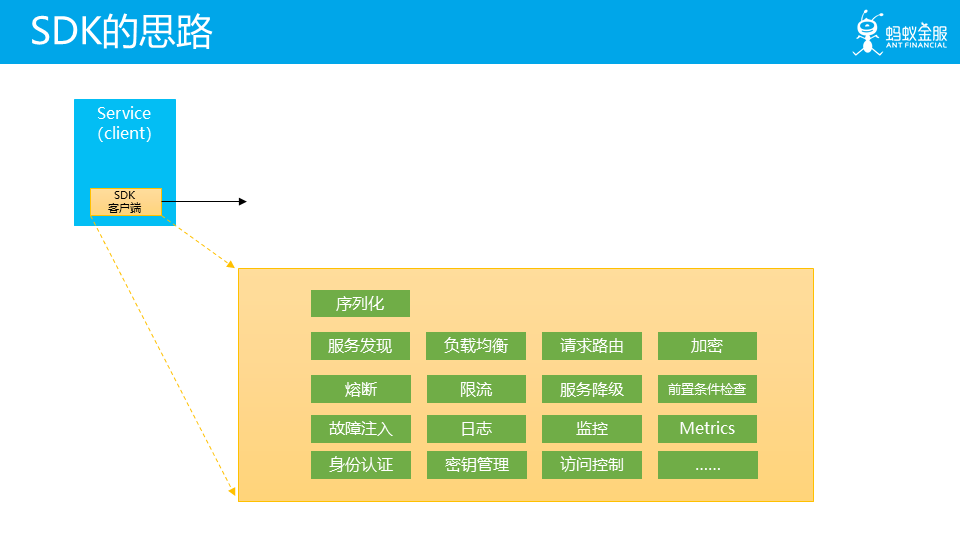 SDK的思路
蚂蚁金服
ANT FINANCIAL
Service
(client)
SDK
客户端
序列化
服务发现 负载均衡 请求路由 加密
熔断 限流 服务降级 前置条件检查
故障注入 日志 监控 Metrics
身份认证 密钥管理 访问控制 ……